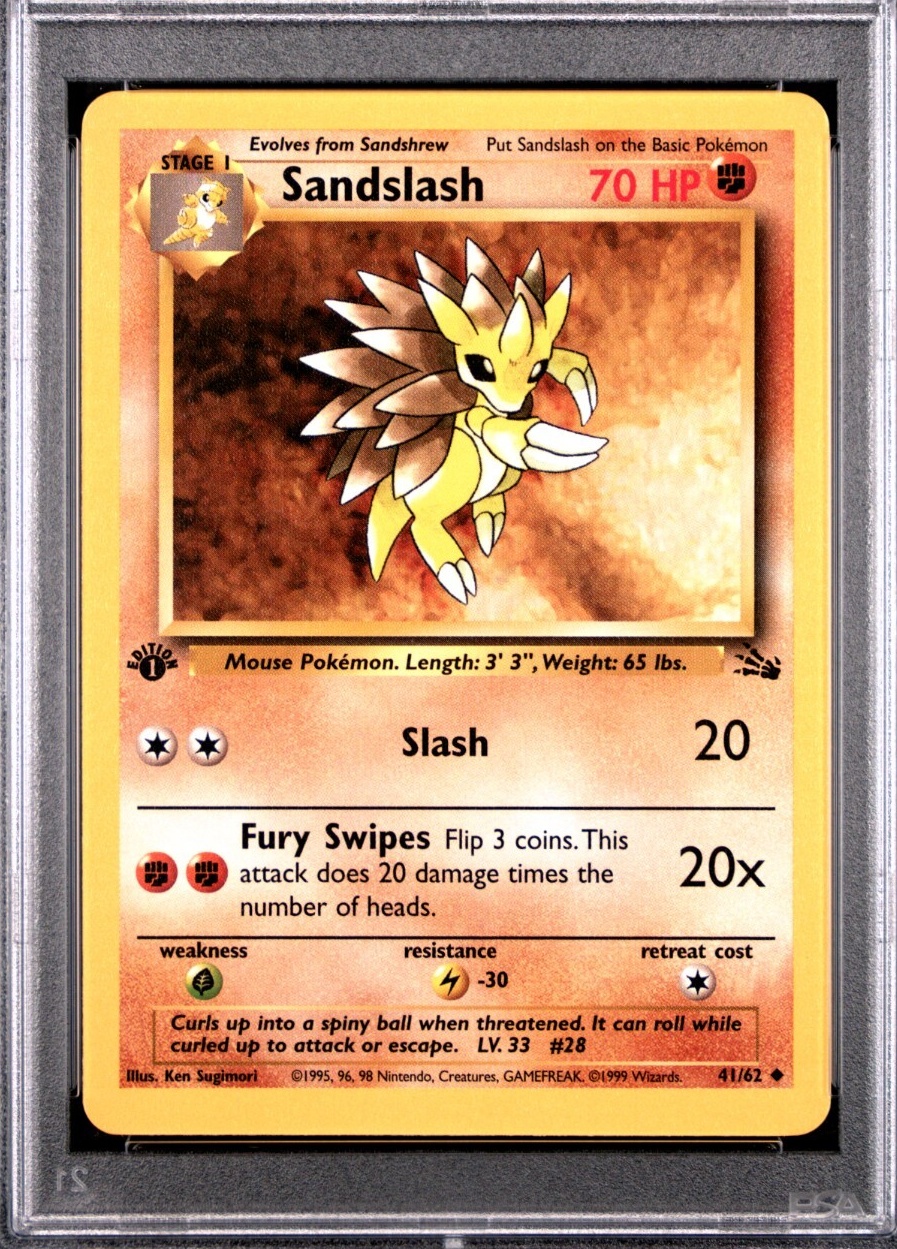 Evolves from Sandshrew Put Sandslash on the Basic Pokémon
STAGE 1
Sandslash 70 HP
EDITION
1
Mouse Pokémon. Length: 3' 3", Weight: 65 lbs.
Slash 20
Fury Swipes Flip 3 coins. This
attack does 20 damage times the
number of heads.
20x
weakness resistance retreat cost
-30
Curls up into a spiny ball when threatened. It can roll while
curled up to attack or escape. LV. 33 #28
Illus. Ken Sugimori ©1995, 96, 98 Nintendo, Creatures, GAMEFREAK. ©1999 Wizards. 41/62
21
PSA